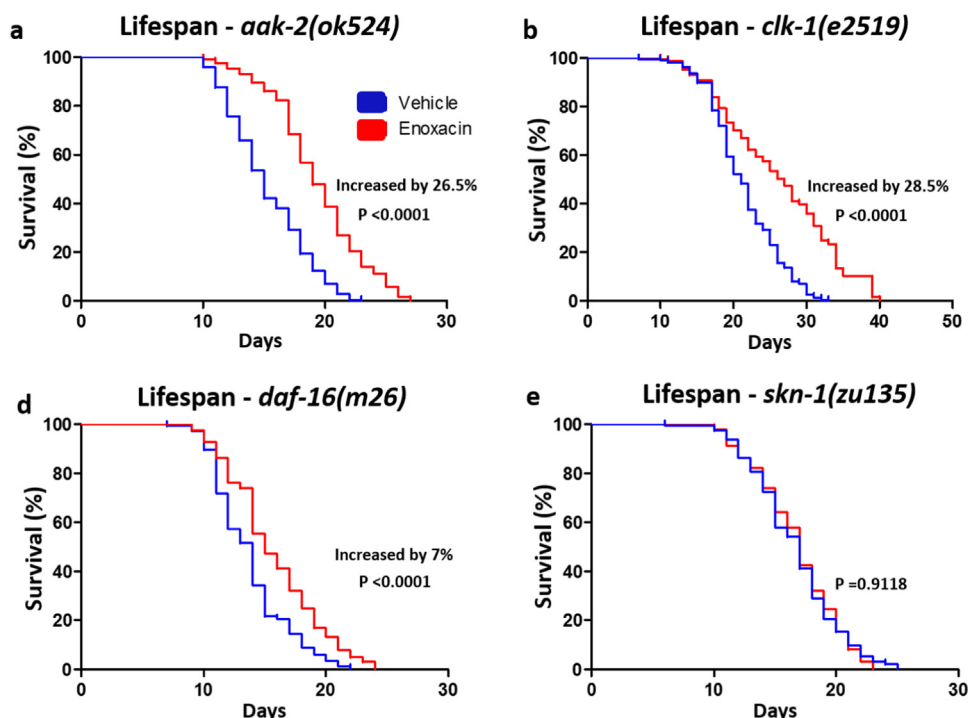 a
Lifespan - aak-2(ok524)
Survival (%)
100
80
60
40
20
0
0 10 20 30
Days
Vehicle
Enoxacin
Increased by 26.5%
P <0.0001
b
Lifespan - clk-1(e2519)
Survival (%)
100
80
60
40
20
0
0 10 20 30 40 50
Days
Increased by 28.5%
P <0.0001
d
Lifespan - daf-16(m26)
Survival (%)
100
80
60
40
20
0
0 10 20 30
Days
Increased by 7%
P <0.0001
e
Lifespan - skn-1(zu135)
Survival (%)
100
80
60
40
20
0
0 10 20 30
Days
P =0.9118